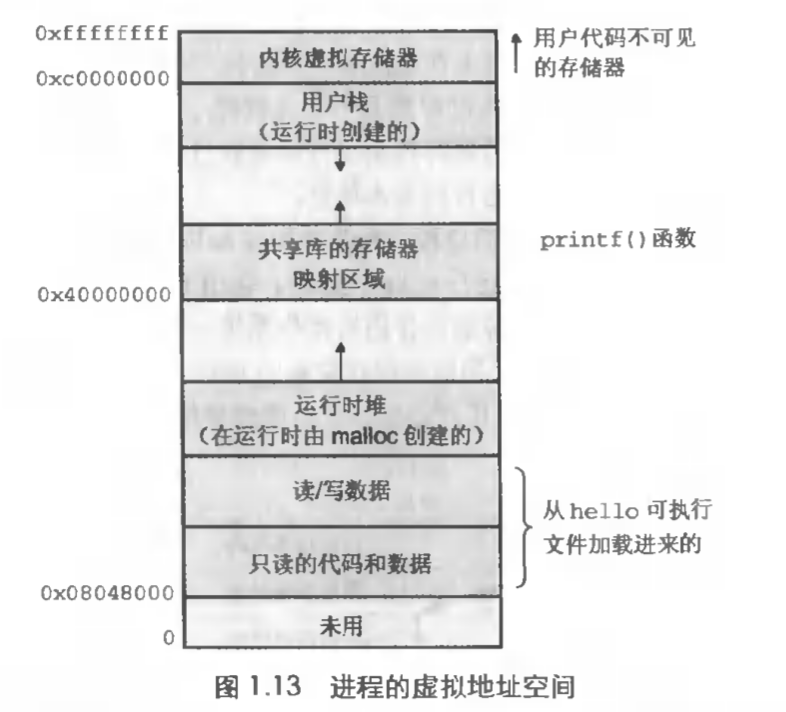 0xffffffff
内核虚拟存储器
用户代码不可见
的存储器
0xc0000000
用户栈
（运行时创建的）
共享库的存储器
映射区域
printf()函数
0x40000000
运行时堆
（在运行时由 malloc 创建的）
读/写数据
从hello 可执行
文件加载进来的
只读的代码和数据
0x08048000
未用
0
图 1.13 进程的虚拟地址空间